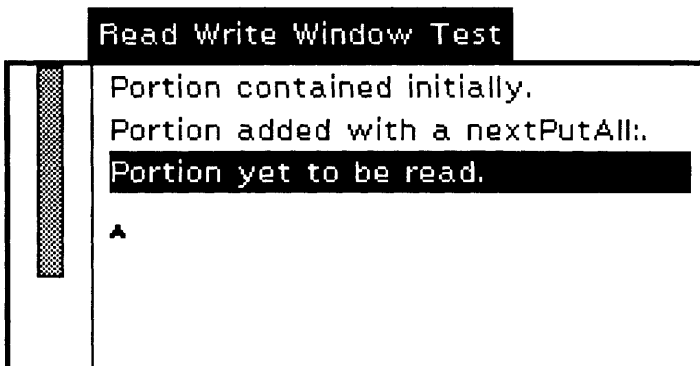 Read Write Window Test
Portion contained initially.
Portion added with a nextPutAll:.
Portion yet to be read.